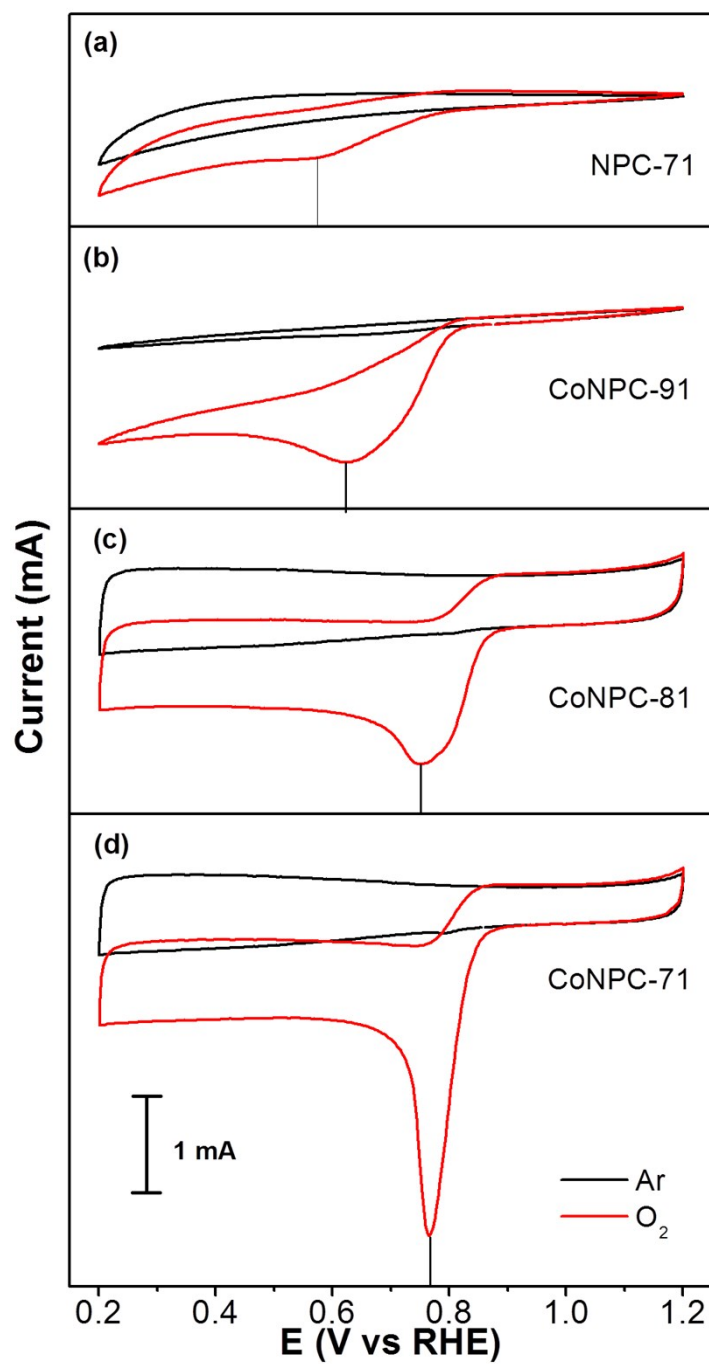 (a)
NPC-71
(b)
CoNPC-91
(c)
CoNPC-81
(d)
CoNPC-71
1 mA
Ar
O₂
Current (mA)
0.2 0.4 0.6 0.8 1.0 1.2
E (V vs RHE)